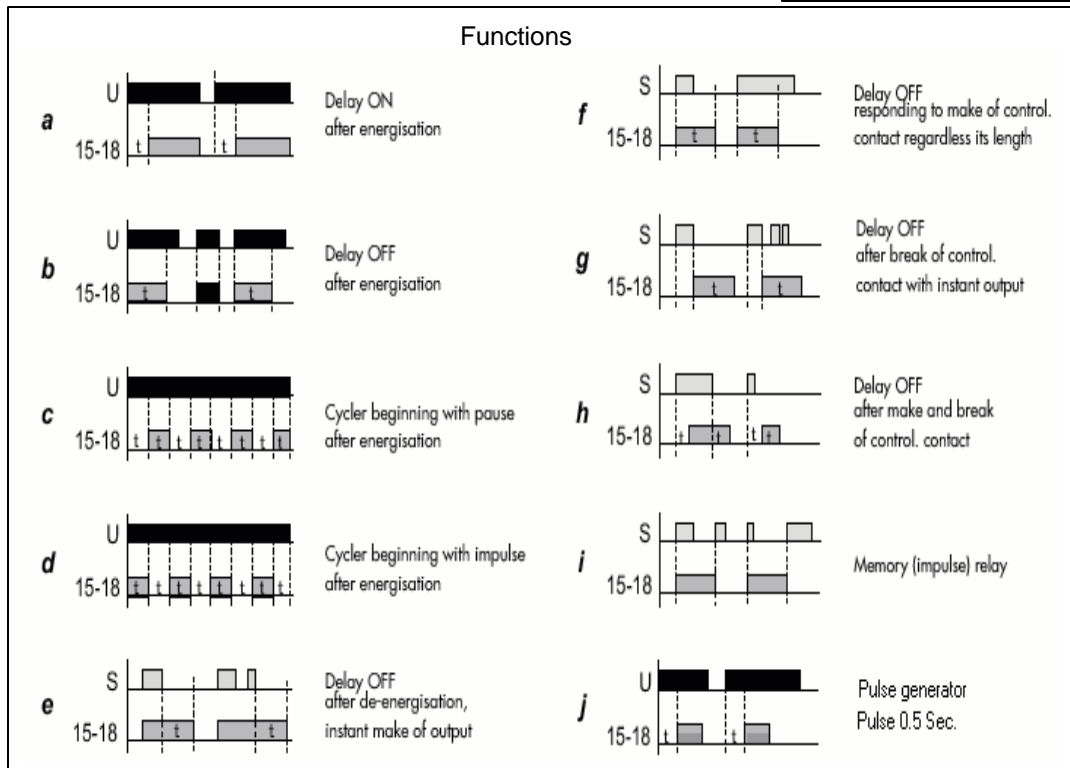 Functions
a
U
15-18
t
t
Delay ON
after energisation
b
U
15-18
t
t
Delay OFF
after energisation
c
U
15-18
t t t t t t t t
Cycler beginning with pause
after energisation
d
U
15-18
t t t t t t t t
Cycler beginning with impulse
after energisation
e
S
15-18
t
t
Delay OFF
after de-energisation,
instant make of output
f
S
15-18
t
t
Delay OFF
responding to make of control.
contact regardless its length
g
S
15-18
t
t
Delay OFF
after break of control.
contact with instant output
h
S
15-18
t t t t
Delay OFF
after make and break
of control. contact
i
S
15-18
Memory (impulse) relay
j
U
15-18
t
t
Pulse generator
Pulse 0.5 Sec.